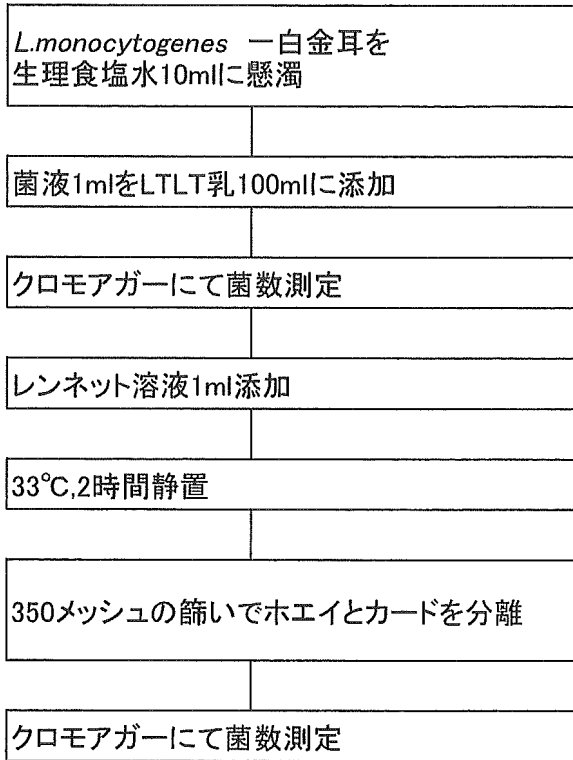 L.monocytogenes 一白金耳を
生理食塩水10mlに懸濁
菌液1mlをLTLT乳100mlに添加
クロモアガーにて菌数測定
レンネット溶液1ml添加
33℃,2時間静置
350メッシュの篩いでホエイとカードを分離
クロモアガーにて菌数測定